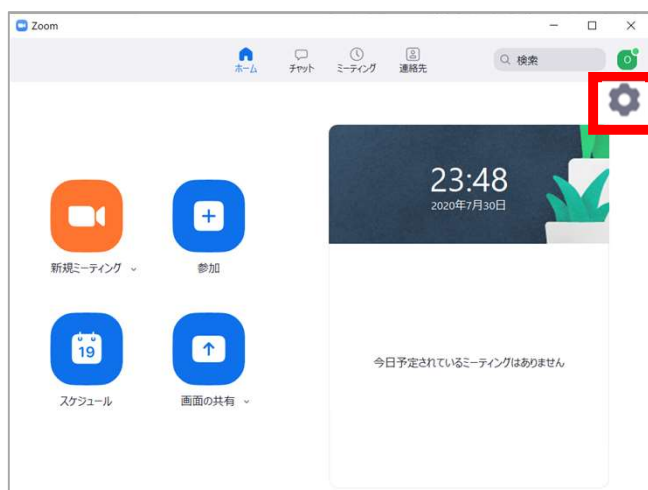 Zoom
ホーム
チャット
ミーティング
連絡先
検索
O
23:48
2020年7月30日
新規ミーティング
参加
19
スケジュール
画面の共有
今日予定されているミーティングはありません